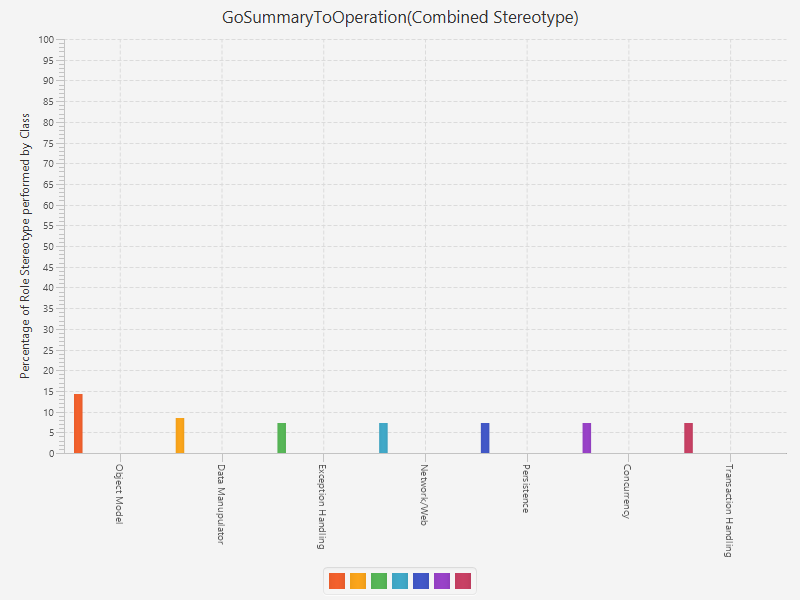 GoSummaryToOperation(Combined Stereotype)
Percentage of Role Stereotype performed by Class
100
95
90
85
80
75
70
65
60
55
50
45
40
35
30
25
20
15
10
5
0
Object Model
Data Manupulator
Exception Handling
Network/Web
Persistence
Concurrency
Transaction Handling